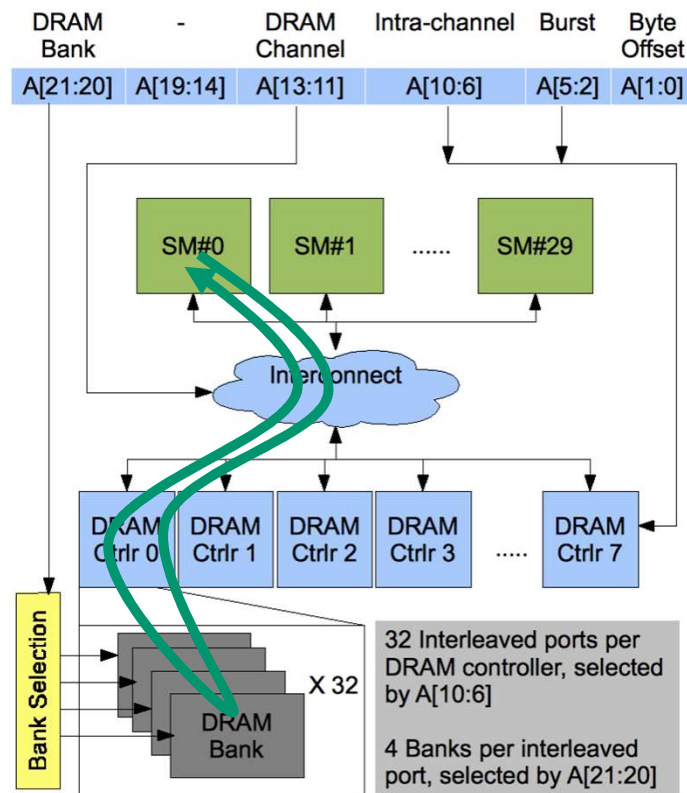 DRAM - DRAM Intra-channel Burst Byte
Bank Channel Offset
A[21:20] A[19:14] A[13:11] A[10:6] A[5:2] A[1:0]
SM#0 SM#1 ...... SM#29
Interconnect
DRAM DRAM DRAM DRAM DRAM
Ctrlr 0 Ctrlr 1 Ctrlr 2 Ctrlr 3 ..... Ctrlr 7
Bank Selection
X 32
DRAM
Bank
32 Interleaved ports per
DRAM controller, selected
by A[10:6]
4 Banks per interleaved
port, selected by A[21:20]